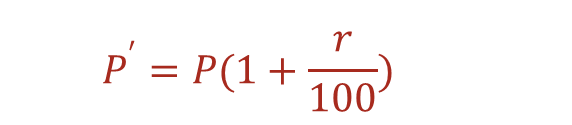 P′ = P(1 + r/100)